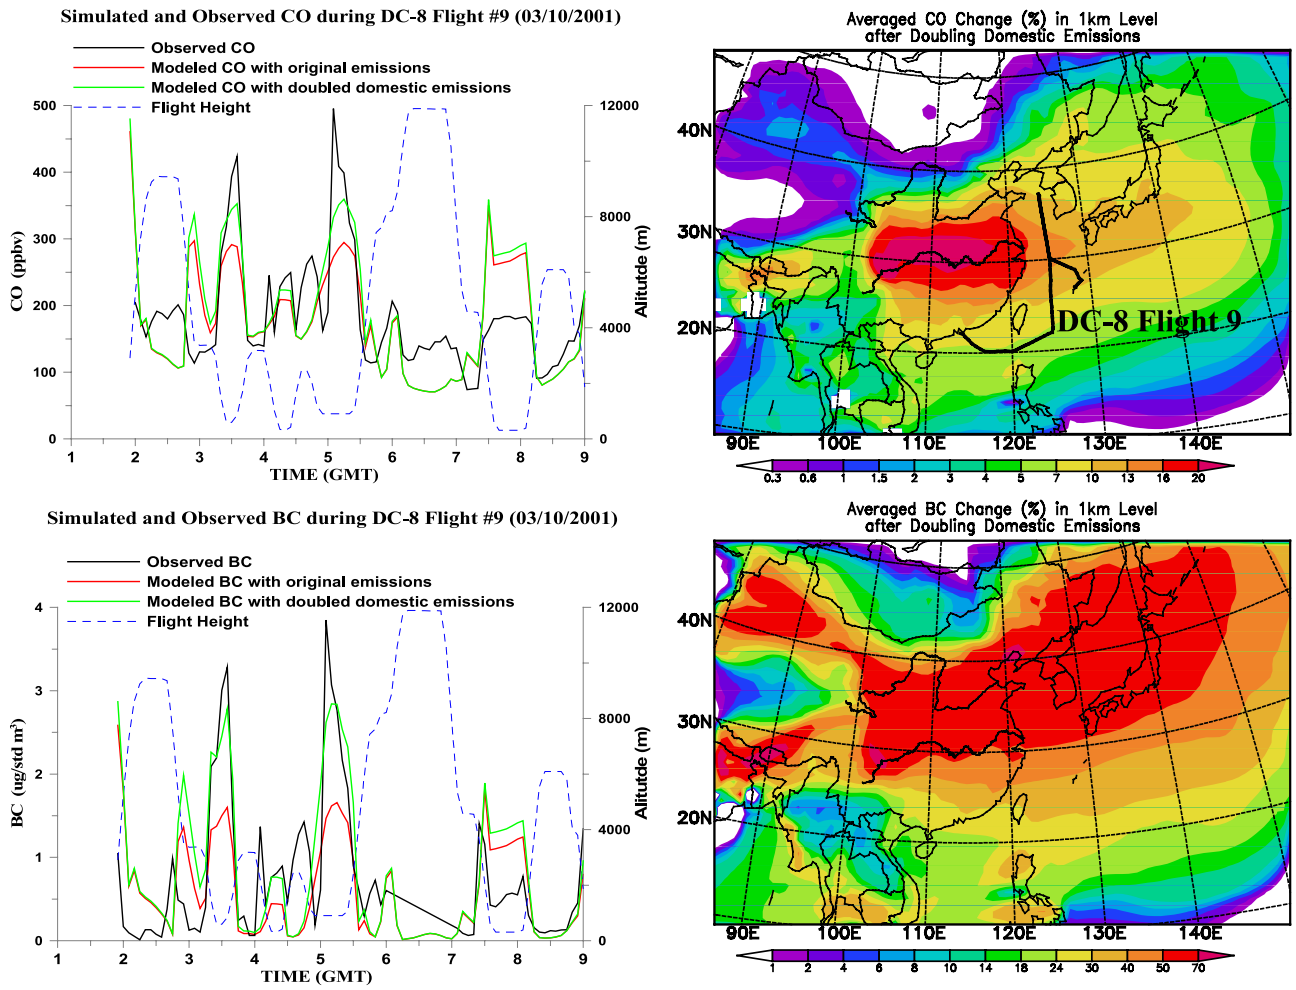 Simulated and Observed CO during DC-8 Flight #9 (03/10/2001)
Observed CO
Modeled CO with original emissions
Modeled CO with doubled domestic emissions
Flight Height
500
400
300
200
100
0
CO (ppbv)
12000
8000
4000
0
Alitutde (m)
1 2 3 4 5 6 7 8 9
TIME (GMT)
Averaged CO Change (%) in 1km Level
after Doubling Domestic Emissions
40N
30N
20N
DC-8 Flight 9
90E 100E 110E 120E 130E 140E
0.3 0.6 1 1.5 2 3 4 5 7 10 13 16 20
Simulated and Observed BC during DC-8 Flight #9 (03/10/2001)
Observed BC
Modeled BC with original emissions
Modeled BC with doubled domestic emissions
Flight Height
4
3
2
1
0
BC (ug/std m³)
12000
8000
4000
0
Alitutde (m)
1 2 3 4 5 6 7 8 9
TIME (GMT)
Averaged BC Change (%) in 1km Level
after Doubling Domestic Emissions
40N
30N
20N
90E 100E 110E 120E 130E 140E
1 2 4 6 8 10 14 18 24 30 40 50 70